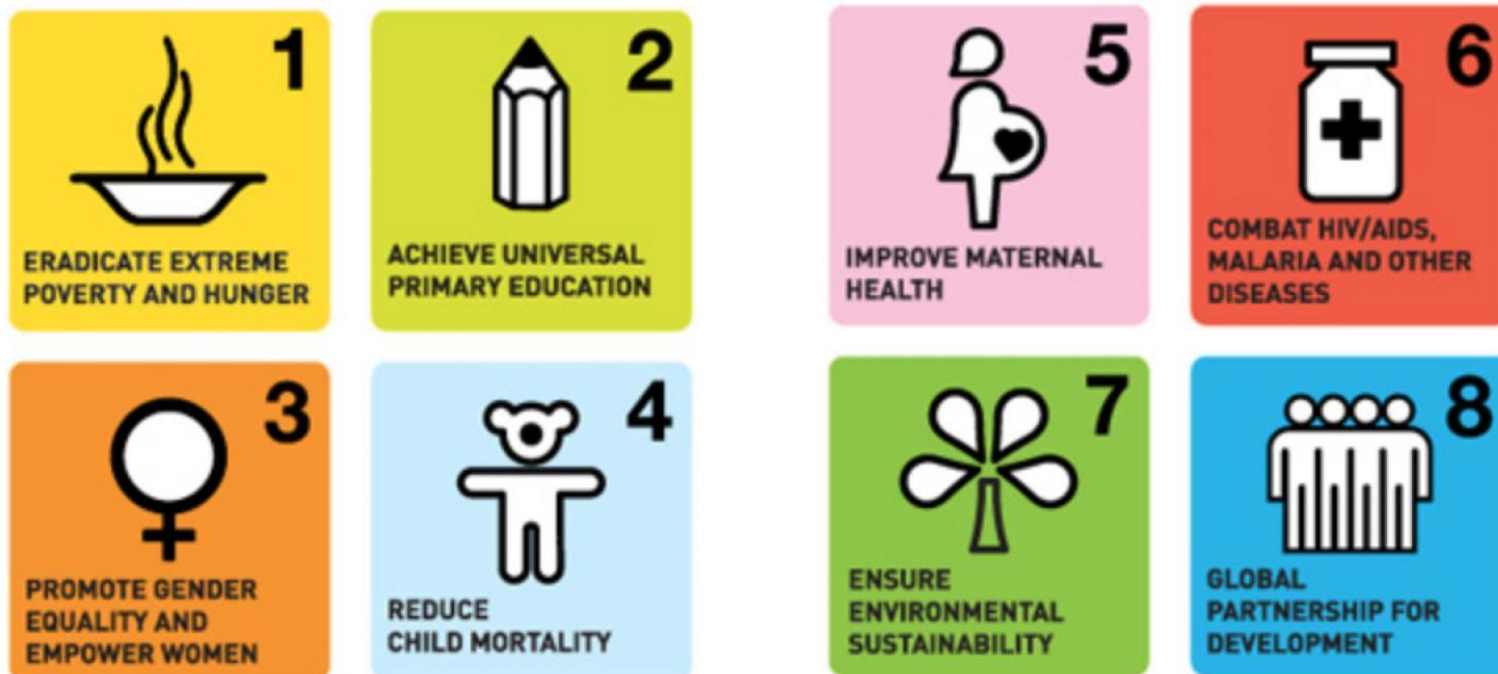 1
ERADICATE EXTREME
POVERTY AND HUNGER
2
ACHIEVE UNIVERSAL
PRIMARY EDUCATION
3
PROMOTE GENDER
EQUALITY AND
EMPOWER WOMEN
4
REDUCE
CHILD MORTALITY
5
IMPROVE MATERNAL
HEALTH
6
COMBAT HIV/AIDS,
MALARIA AND OTHER
DISEASES
7
ENSURE
ENVIRONMENTAL
SUSTAINABILITY
8
GLOBAL
PARTNERSHIP FOR
DEVELOPMENT